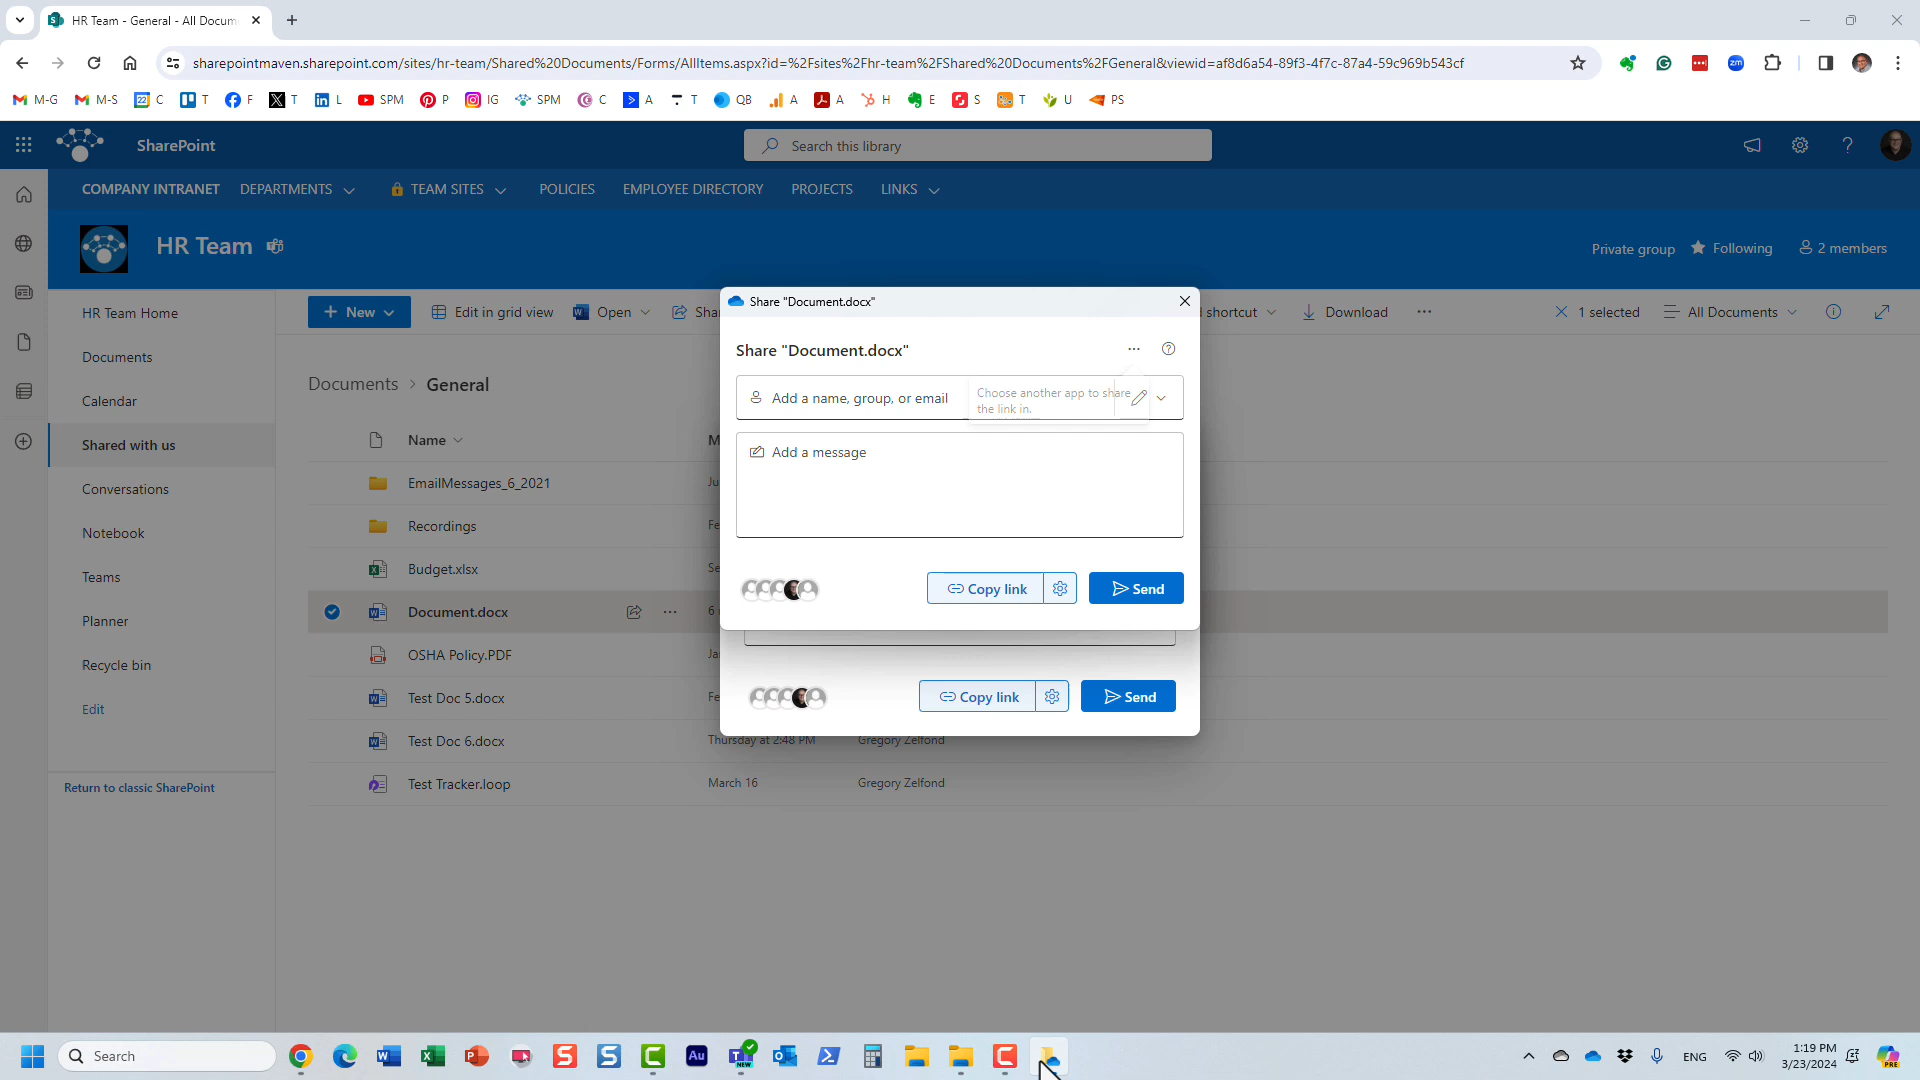 HR Team - General - All Docum
sharepointmaven.sharepoint.com/sites/hr-team/Shared%20Documents/Forms/AllItems.aspx?id=%2Fsites%2Fhr-team%2FShared%20Documents%2FGeneral&viewid=af8d6a54-89f3-4f7c-87a4-59c969b543cf
M-G M-S C T F T L SPM P IG SPM C A T QB A A H E S T U PS
SharePoint
Search this library
COMPANY INTRANET DEPARTMENTS TEAM SITES POLICIES EMPLOYEE DIRECTORY PROJECTS LINKS
HR Team
Private group Following 2 members
HR Team Home
Documents
Calendar
Shared with us
Conversations
Notebook
Teams
Planner
Recycle bin
Edit
Return to classic SharePoint
New Edit in grid view Open Shar shortcut Download 1 selected All Documents
Documents > General
Name M
EmailMessages_6_2021 Ju
Recordings Fe
Budget.xlsx Se
Document.docx 6
OSHA Policy.PDF Ja
Test Doc 5.docx Fe
Test Doc 6.docx Thursday at 2:48 PM Gregory Zelfond
Test Tracker.loop March 16 Gregory Zelfond
Share "Document.docx"
Share "Document.docx"
Add a name, group, or email
Choose another app to share
the link in.
Add a message
Copy link Send
Copy link Send
Search
ENG
1:19 PM
3/23/2024